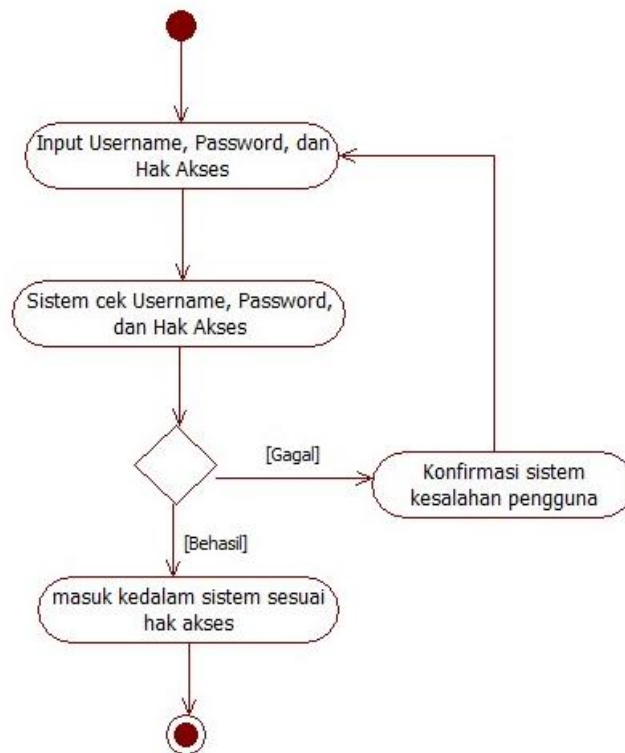 Input Username, Password, dan
Hak Akses
Sistem cek Username, Password,
dan Hak Akses
[Gagal]
Konfirmasi sistem
kesalahan pengguna
[Behasil]
masuk kedalam sistem sesuai
hak akses